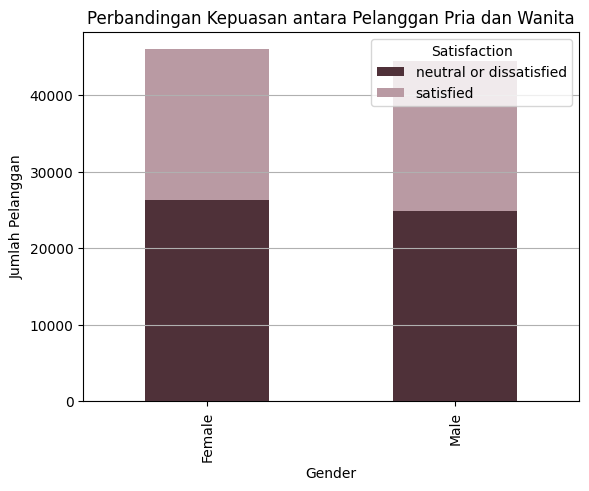 Perbandingan Kepuasan antara Pelanggan Pria dan Wanita
Satisfaction
neutral or dissatisfied
satisfied
Jumlah Pelanggan
40000
30000
20000
10000
0
Female
Male
Gender